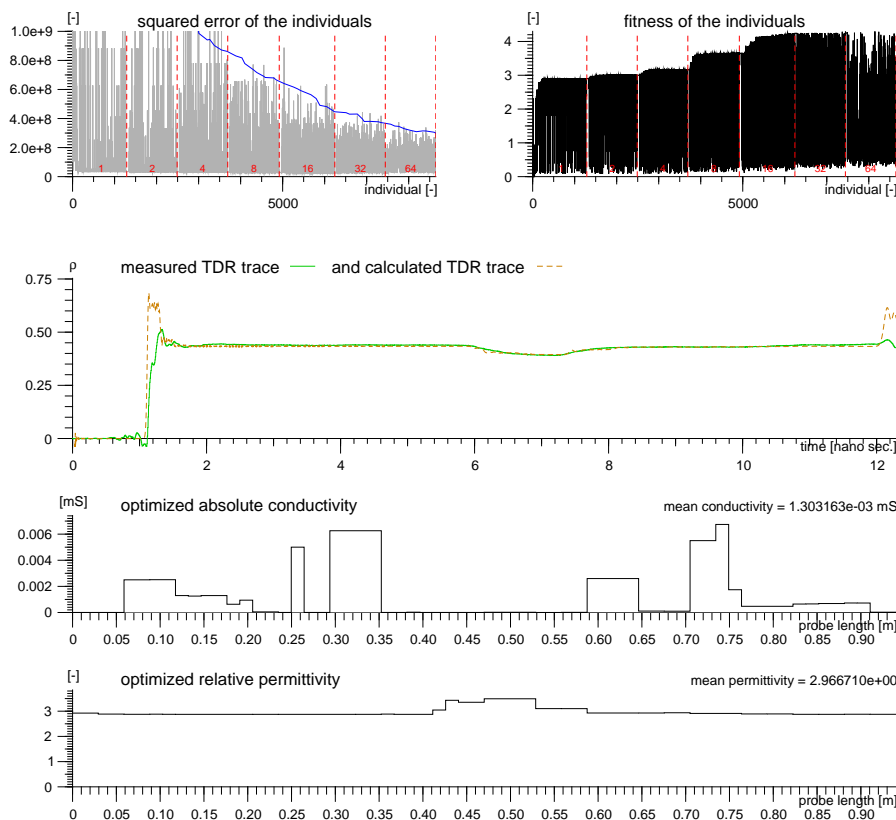 [-] squared error of the individuals
1.0e+9
8.0e+8
6.0e+8
4.0e+8
2.0e+8
0
1 2 4 8 16 32 64
individual [-]
0 5000
[-] fitness of the individuals
4
3
2
1
0
32 64
individual [-]
0 5000
ρ measured TDR trace and calculated TDR trace
0.75
0.50
0.25
0
time [nano sec.]
0 2 4 6 8 10 12
[mS] optimized absolute conductivity mean conductivity = 1.303163e-03 mS
0.006
0.004
0.002
0
probe length [m]
0 0.05 0.10 0.15 0.20 0.25 0.30 0.35 0.40 0.45 0.50 0.55 0.60 0.65 0.70 0.75 0.80 0.85 0.90
[-] optimized relative permittivity mean permittivity = 2.966710e+00
3
2
1
0
probe length [m]
0 0.05 0.10 0.15 0.20 0.25 0.30 0.35 0.40 0.45 0.50 0.55 0.60 0.65 0.70 0.75 0.80 0.85 0.90